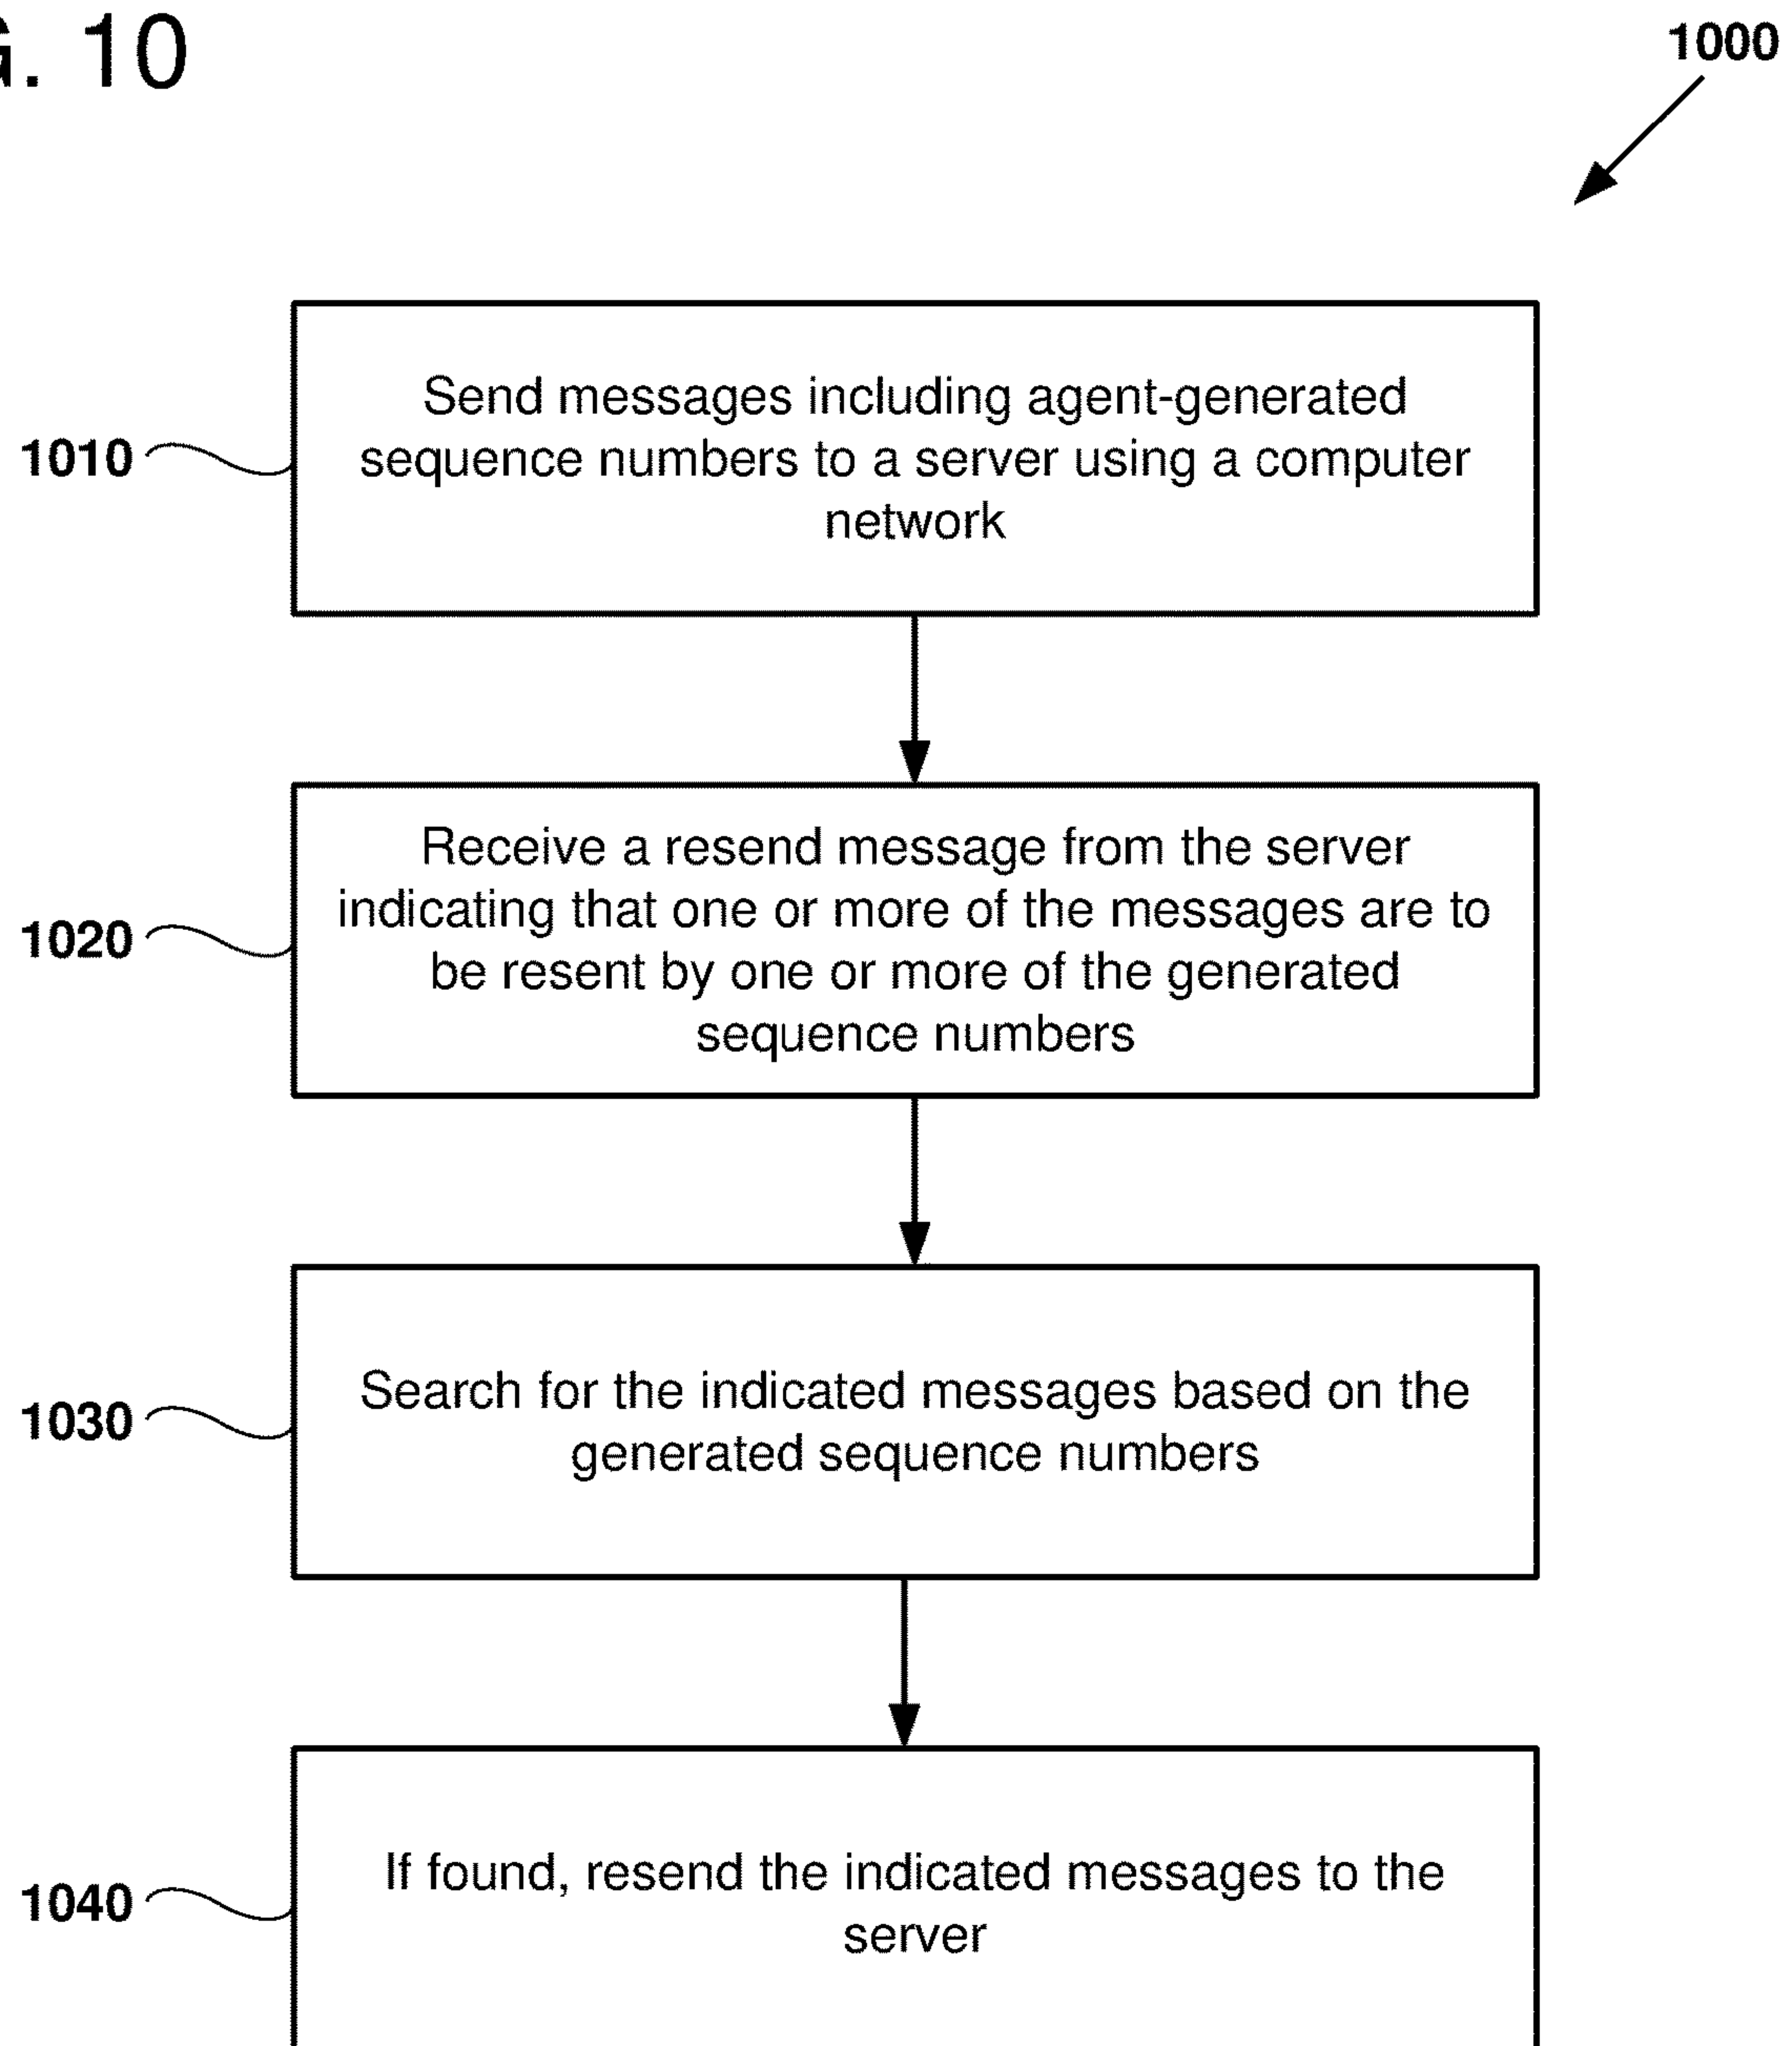 G. 10
1000
1010
Send messages including agent-generated
sequence numbers to a server using a computer
network
1020
Receive a resend message from the server
indicating that one or more of the messages are to
be resent by one or more of the generated
sequence numbers
1030
Search for the indicated messages based on the
generated sequence numbers
1040
If found, resend the indicated messages to the
server